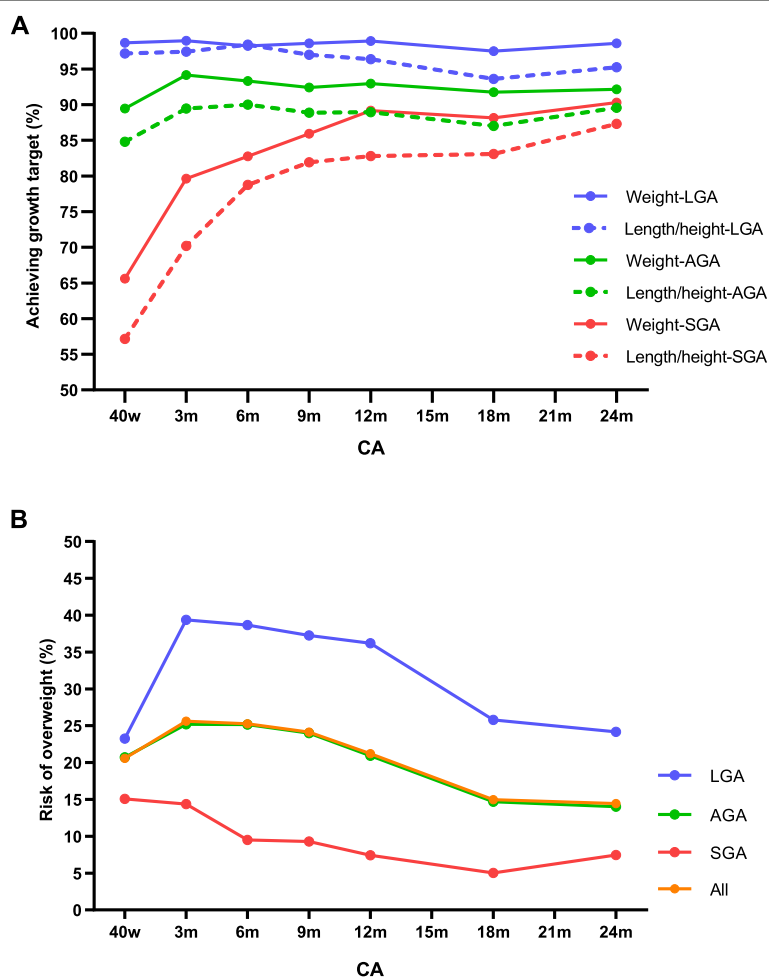 A
Achieving growth target (%)
100
95
90
85
80
75
70
65
60
55
50
40w 3m 6m 9m 12m 15m 18m 21m 24m
CA
Weight-LGA
Length/height-LGA
Weight-AGA
Length/height-AGA
Weight-SGA
Length/height-SGA
B
Risk of overweight (%)
50
45
40
35
30
25
20
15
10
5
0
40w 3m 6m 9m 12m 15m 18m 21m 24m
CA
LGA
AGA
SGA
All